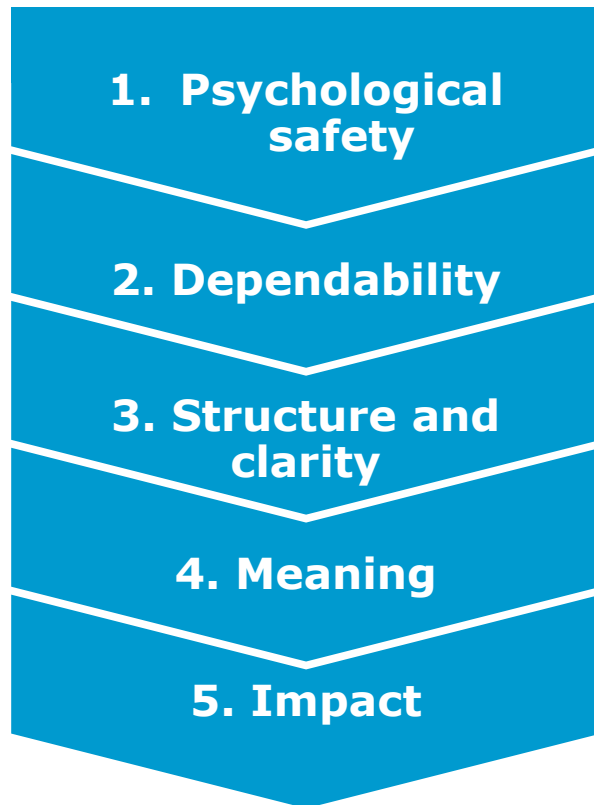 1. Psychological
safety
2. Dependability
3. Structure and
clarity
4. Meaning
5. Impact